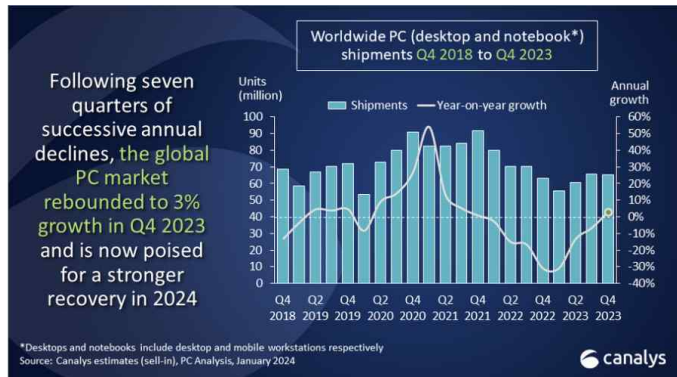 Worldwide PC (desktop and notebook*)
shipments Q4 2018 to Q4 2023
Following seven
quarters of
successive annual
declines, the global
PC market
rebounded to 3%
growth in Q4 2023
and is now poised
for a stronger
recovery in 2024
Units
(million)
Annual
growth
Shipments
Year-on-year growth
100
90
80
70
60
50
40
30
20
10
0
60%
50%
40%
30%
20%
10%
0%
-10%
-20%
-30%
-40%
Q4 Q2 Q4 Q2 Q4 Q2 Q4 Q2 Q4 Q2 Q4
2018 2019 2019 2020 2020 2021 2021 2022 2022 2023 2023
*Desktops and notebooks include desktop and mobile workstations respectively
Source: Canalys estimates (sell-in), PC Analysis, January 2024
canalys